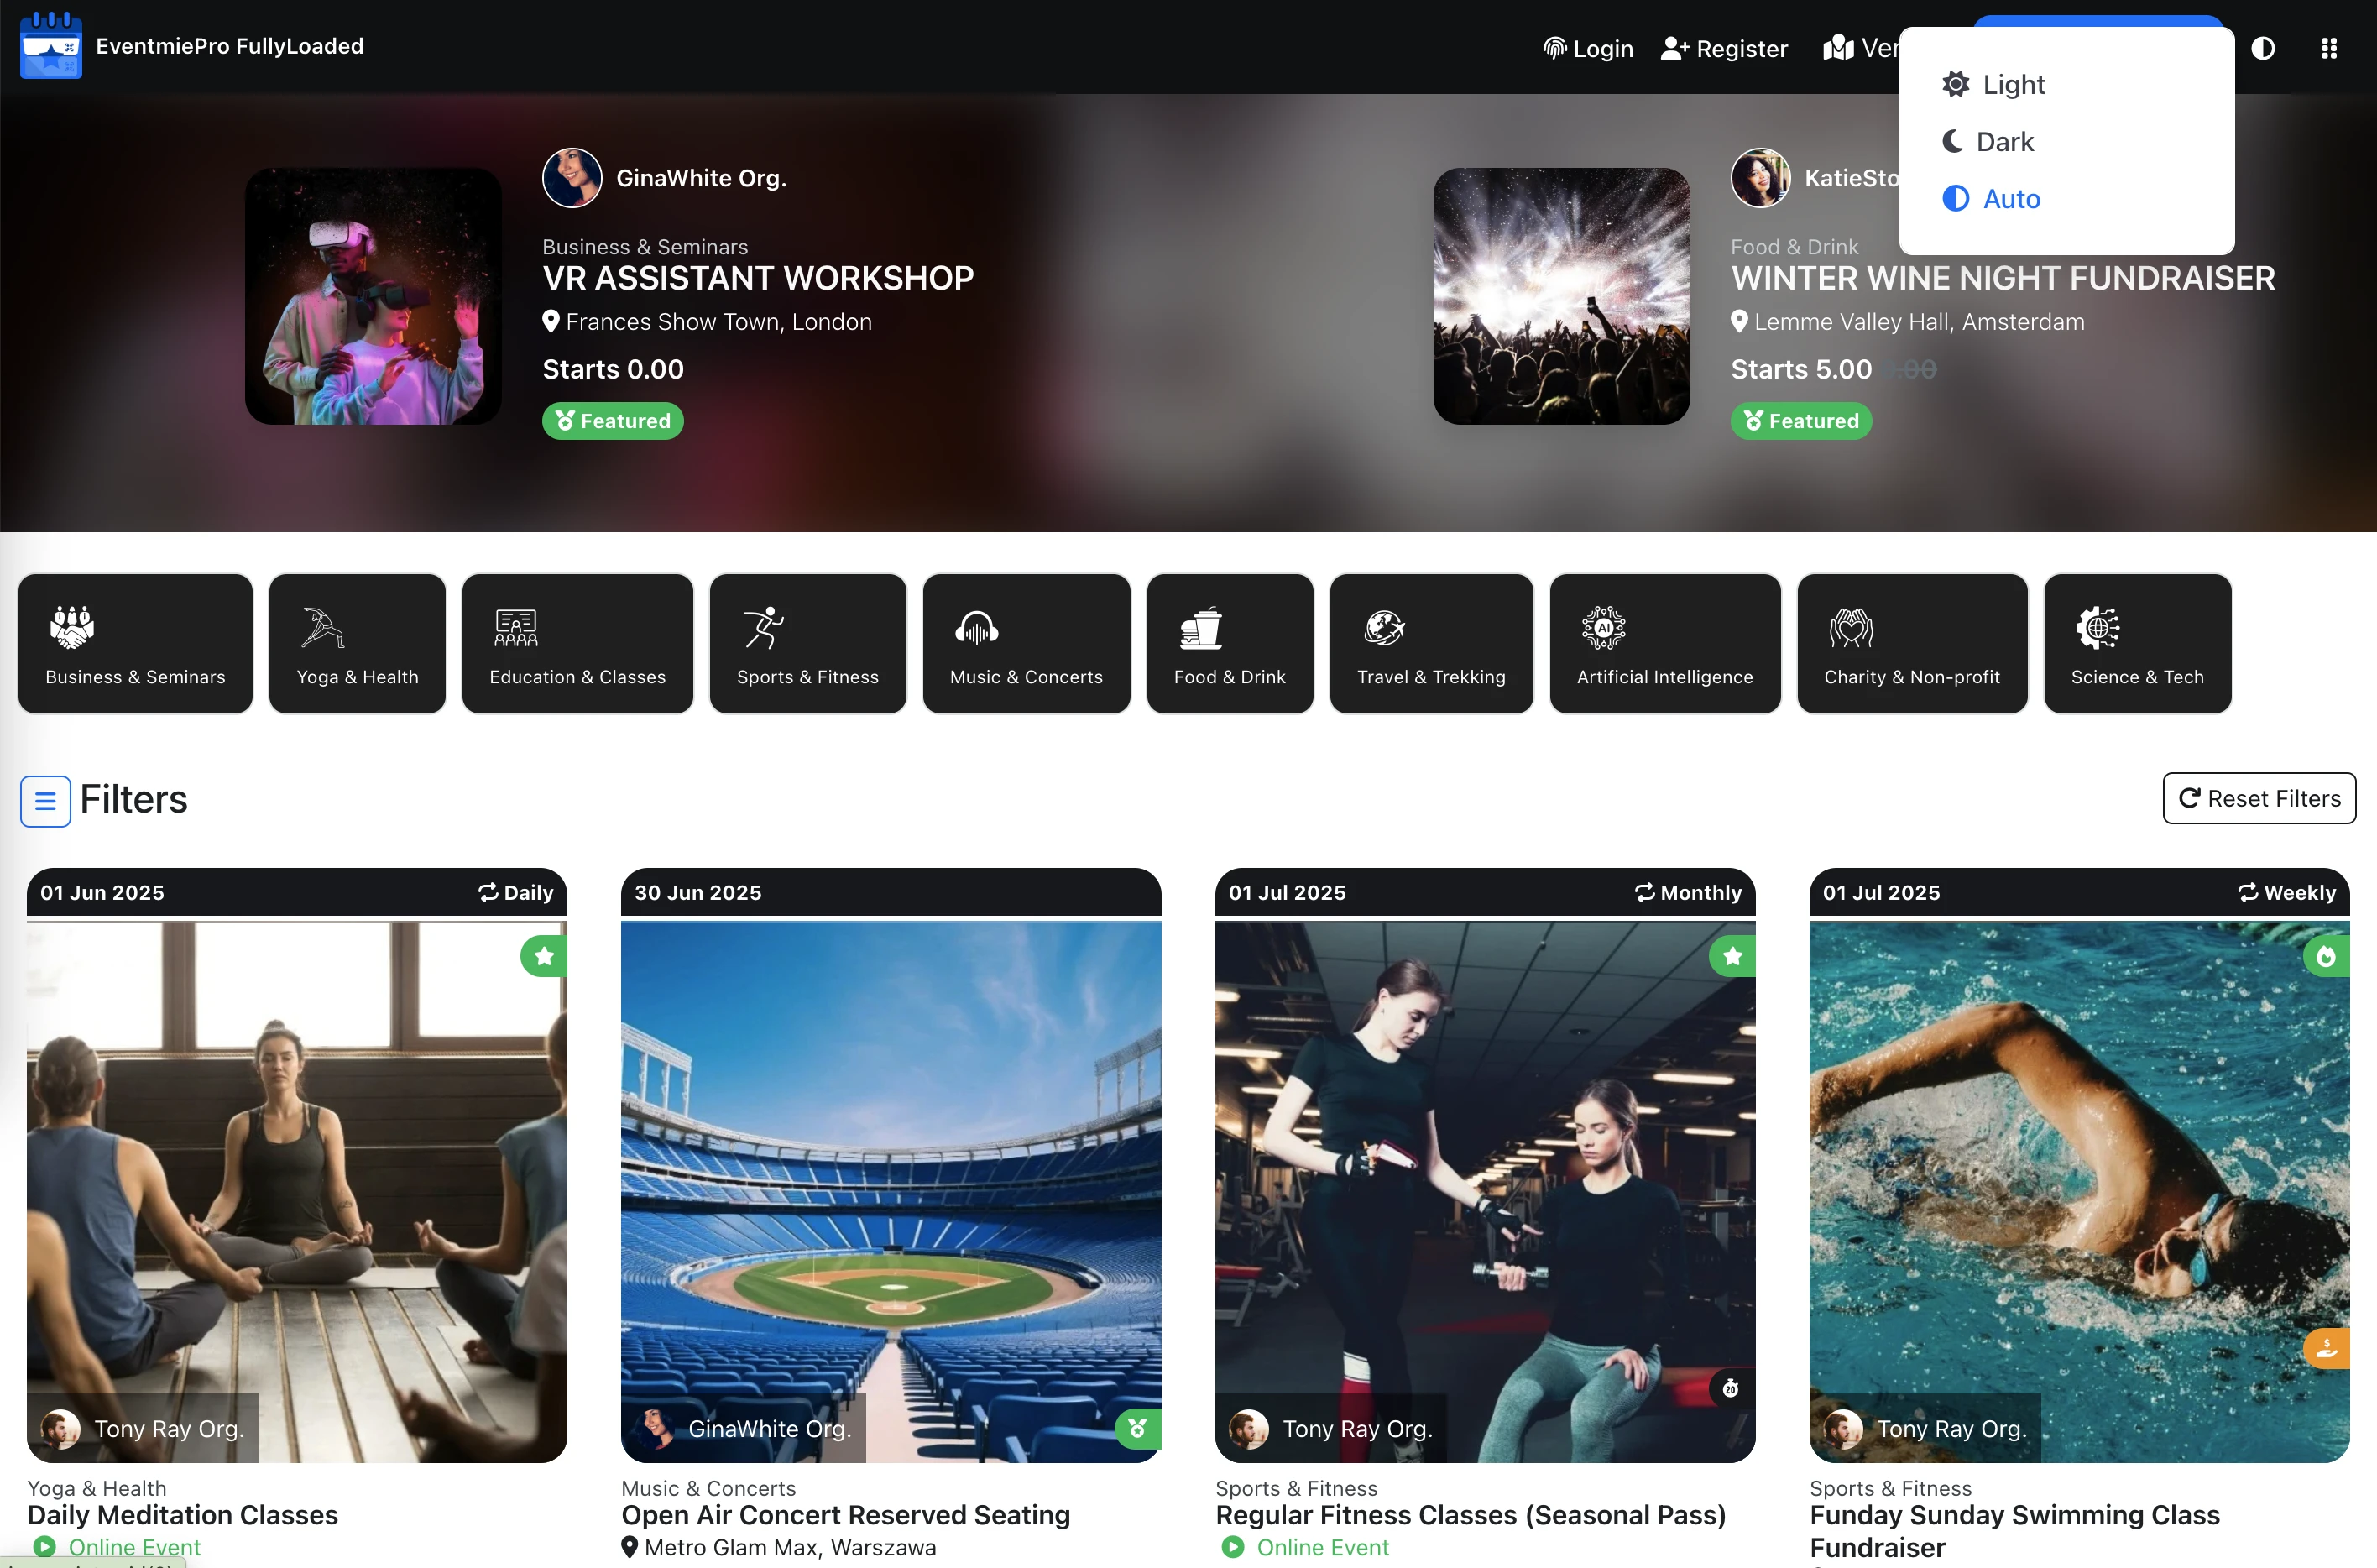 EventmiePro FullyLoaded
Login
Register
Light
Dark
Auto
GinaWhite Org.
Business & Seminars
VR ASSISTANT WORKSHOP
Frances Show Town, London
Starts 0.00
Featured
Food & Drink
WINTER WINE NIGHT FUNDRAISER
Lemme Valley Hall, Amsterdam
Starts 5.00
Featured
Business & Seminars
Yoga & Health
Education & Classes
Sports & Fitness
Music & Concerts
Food & Drink
Travel & Trekking
AI
Artificial Intelligence
Charity & Non-profit
Science & Tech
Filters
Reset Filters
01 Jun 2025 Daily
30 Jun 2025
01 Jul 2025 Monthly
01 Jul 2025 Weekly
20
Tony Ray Org.
GinaWhite Org.
Tony Ray Org.
Tony Ray Org.
Yoga & Health
Daily Meditation Classes
Online Event
Music & Concerts
Open Air Concert Reserved Seating
Metro Glam Max, Warszawa
Sports & Fitness
Regular Fitness Classes (Seasonal Pass)
Online Event
Sports & Fitness
Funday Sunday Swimming Class
Fundraiser